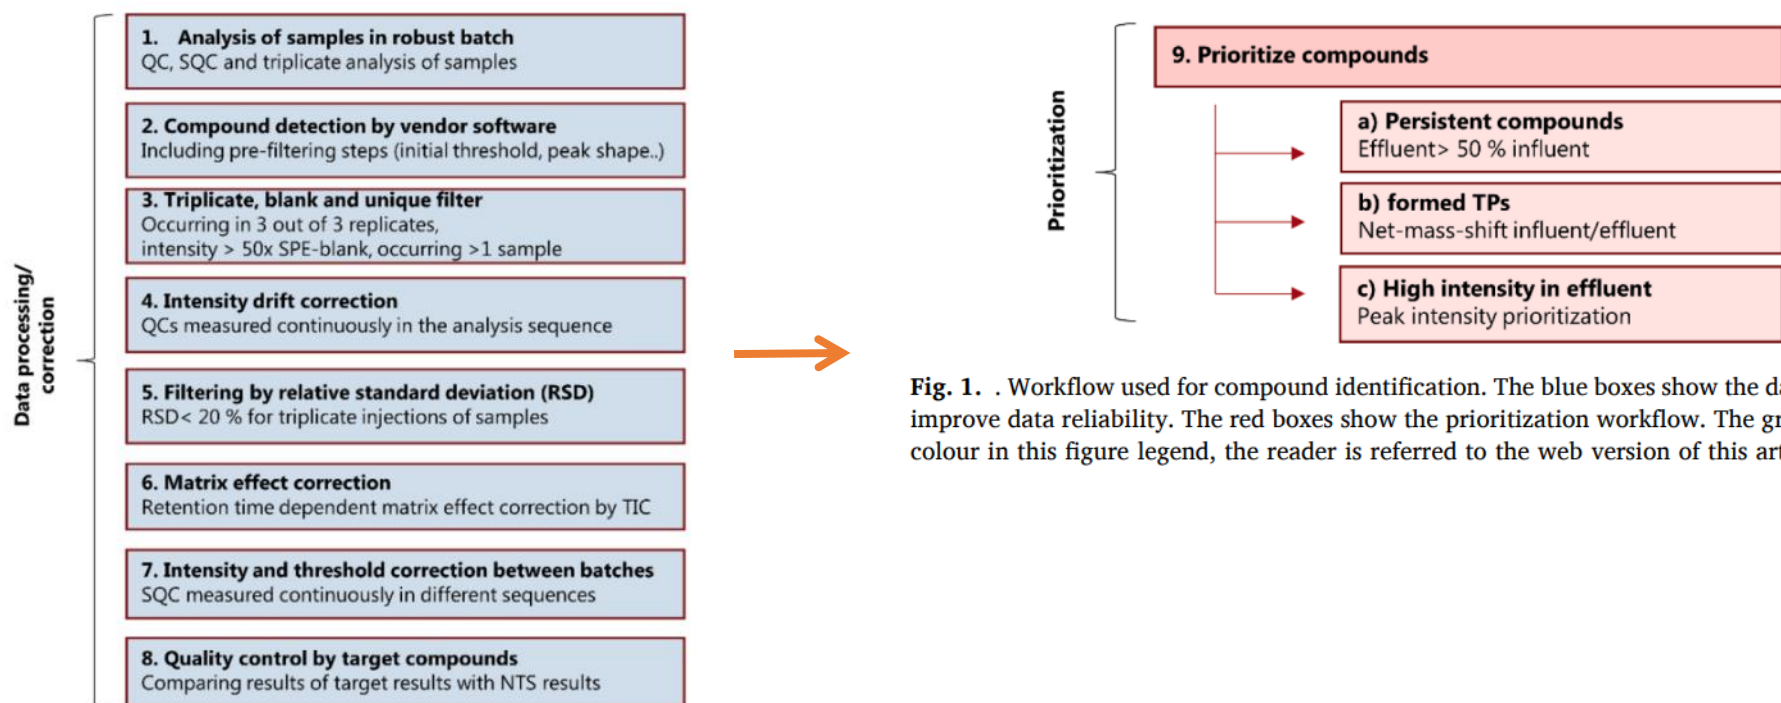 Data processing/
correction
1. Analysis of samples in robust batch
QC, SQC and triplicate analysis of samples
2. Compound detection by vendor software
Including pre-filtering steps (initial threshold, peak shape..)
3. Triplicate, blank and unique filter
Occurring in 3 out of 3 replicates,
intensity > 50x SPE-blank, occurring >1 sample
4. Intensity drift correction
QCs measured continuously in the analysis sequence
5. Filtering by relative standard deviation (RSD)
RSD< 20 % for triplicate injections of samples
6. Matrix effect correction
Retention time dependent matrix effect correction by TIC
7. Intensity and threshold correction between batches
SQC measured continuously in different sequences
8. Quality control by target compounds
Comparing results of target results with NTS results
Prioritization
9. Prioritize compounds
a) Persistent compounds
Effluent> 50 % influent
b) formed TPs
Net-mass-shift influent/effluent
c) High intensity in effluent
Peak intensity prioritization
Fig. 1. . Workflow used for compound identification. The blue boxes show the
improve data reliability. The red boxes show the prioritization workflow. The
colour in this figure legend, the reader is referred to the web version of this